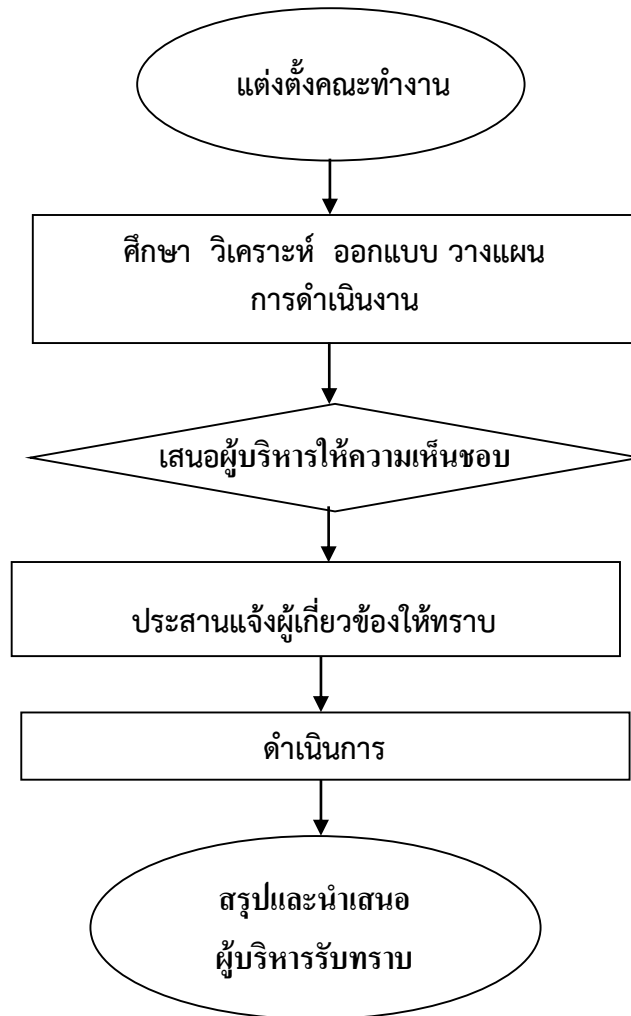 แต่งตั้งคณะทำงาน
ศึกษา วิเคราะห์ ออกแบบ วางแผน
การดำเนินงาน
เสนอผู้บริหารให้ความเห็นชอบ
ประสานแจ้งผู้เกี่ยวข้องให้ทราบ
ดำเนินการ
สรุปและนำเสนอ
ผู้บริหารรับทราบ